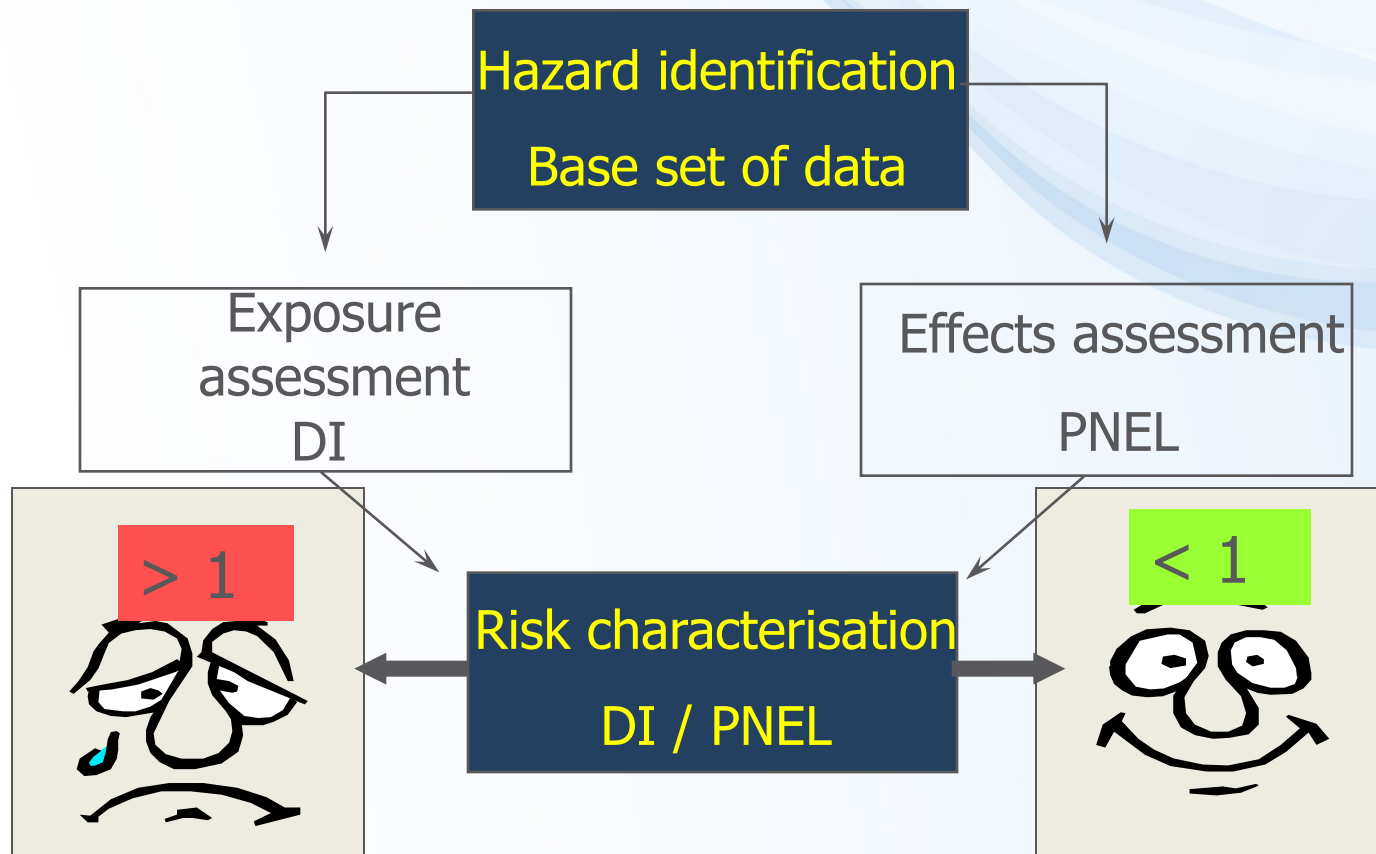 Hazard identification
Base set of data
Exposure
assessment
DI
Effects assessment
PNEL
> 1
< 1
Risk characterisation
DI / PNEL